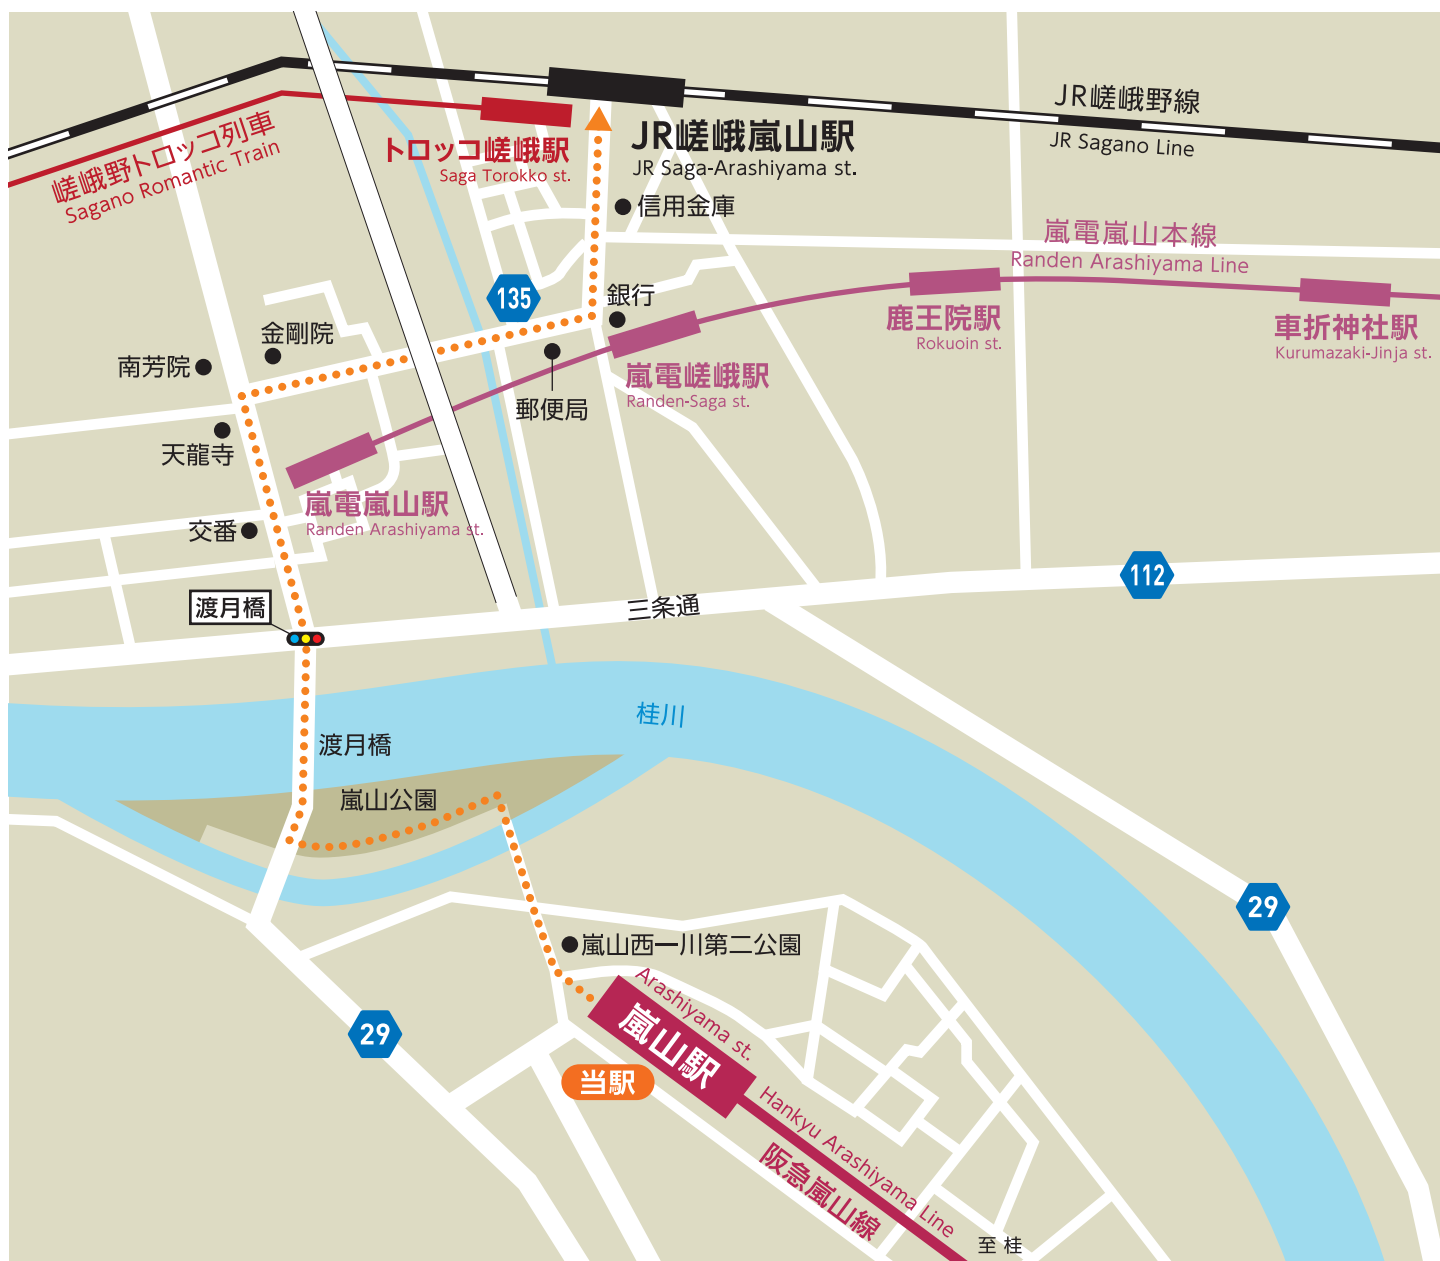 JR嵯峨野線
JR Sagano Line
嵯峨野トロッコ列車
Sagano Romantic Train
トロッコ嵯峨駅
Saga Torokko st.
JR嵯峨嵐山駅
JR Saga-Arashiyama st.
信用金庫
嵐電嵐山本線
Randen Arashiyama Line
135
銀行
鹿王院駅
Rokuoin st.
車折神社駅
Kurumazaki-Jinja st.
金剛院
南芳院
嵐電嵯峨駅
Randen-Saga st.
郵便局
天龍寺
嵐電嵐山駅
Randen Arashiyama st.
交番
112
渡月橋
三条通
桂川
渡月橋
嵐山公園
29
嵐山西一川第二公園
Arashiyama st.
嵐山駅
29
当駅
Hankyu Arashiyama Line
阪急嵐山線
至 桂